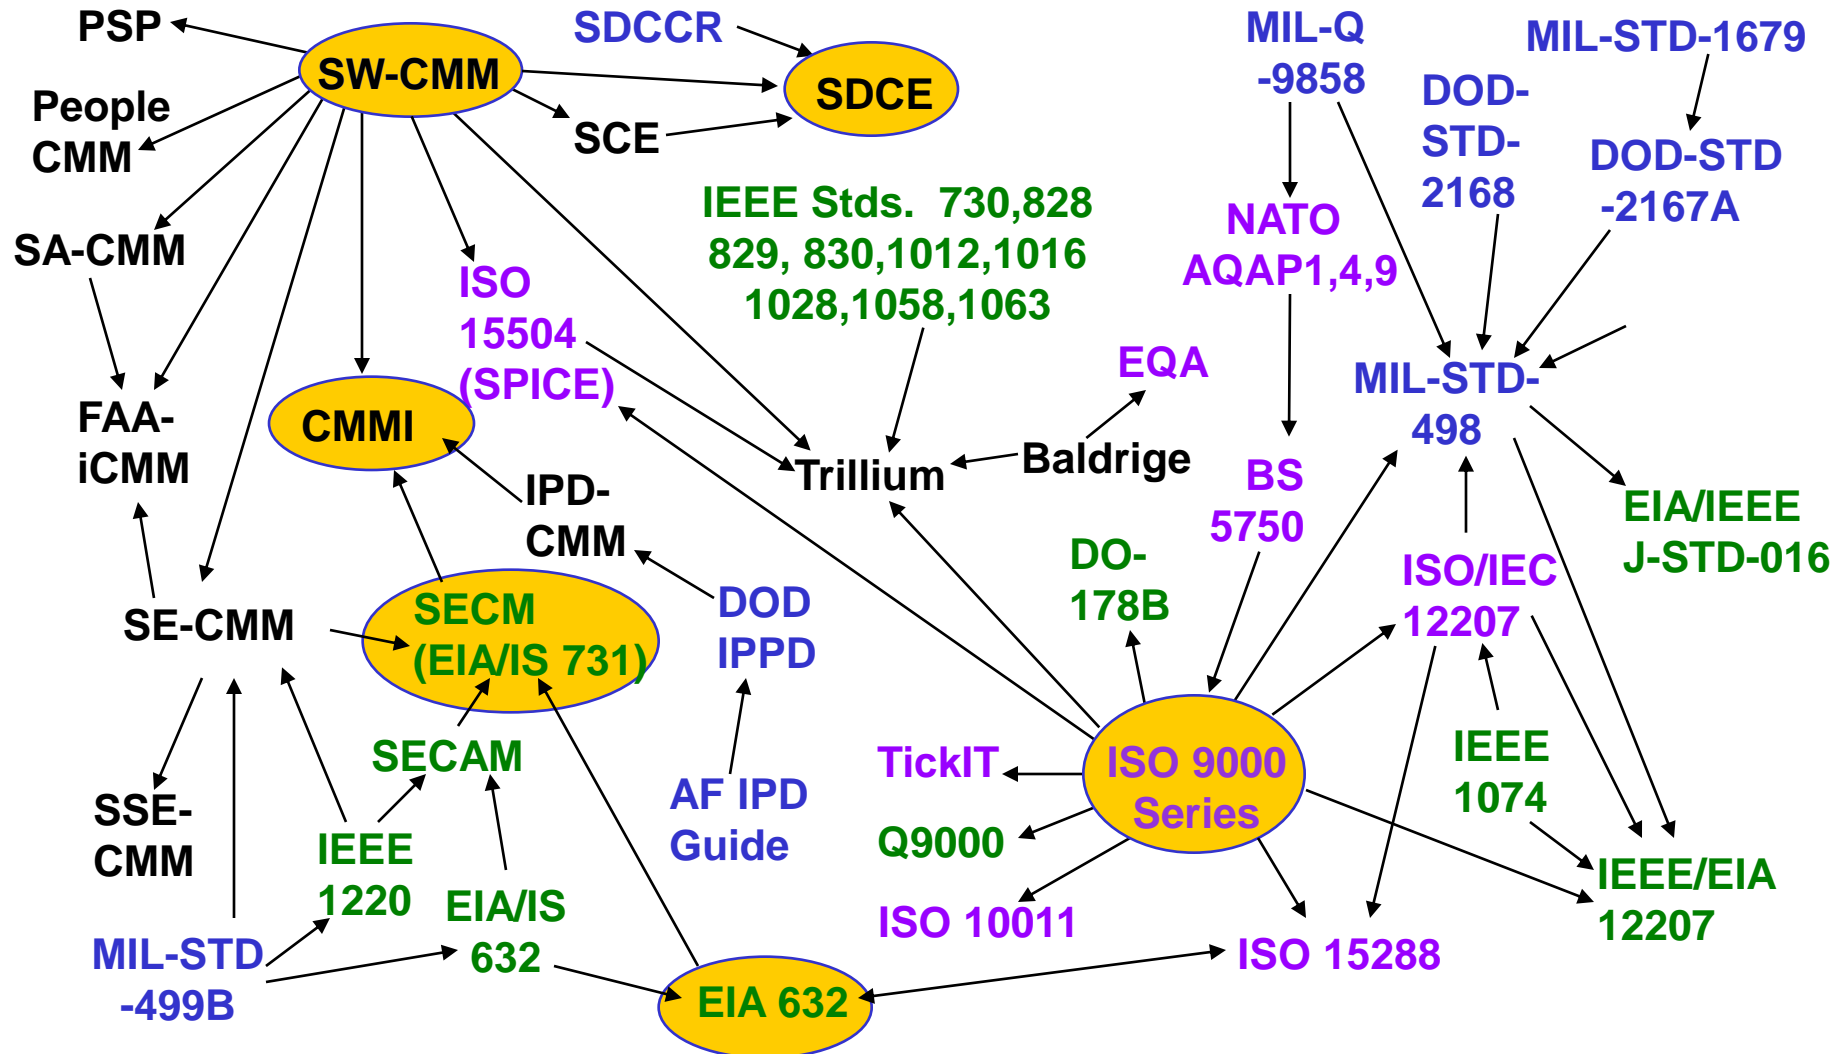 PSP
SW-CMM
SDCCR
SDCE
SCE
People
CMM
SA-CMM
MIL-Q
-9858
MIL-STD-1679
DOD-
STD-
2168
DOD-STD
-2167A
NATO
AQAP1,4,9
IEEE Stds.  730,828
829, 830,1012,1016
1028,1058,1063
ISO
15504
(SPICE)
FAA-
iCMM
CMMI
EQA
Baldrige
Trillium
MIL-STD-
498
BS
5750
IPD-
CMM
EIA/IEEE
J-STD-016
DO-
178B
ISO/IEC
12207
SE-CMM
SECM
(EIA/IS 731)
DOD
IPPD
SECAM
AF IPD
Guide
TickIT
ISO 9000
Series
IEEE
1074
SSE-
CMM
IEEE
1220
Q9000
EIA/IS
632
ISO 10011
IEEE/EIA
12207
MIL-STD
-499B
EIA 632
ISO 15288